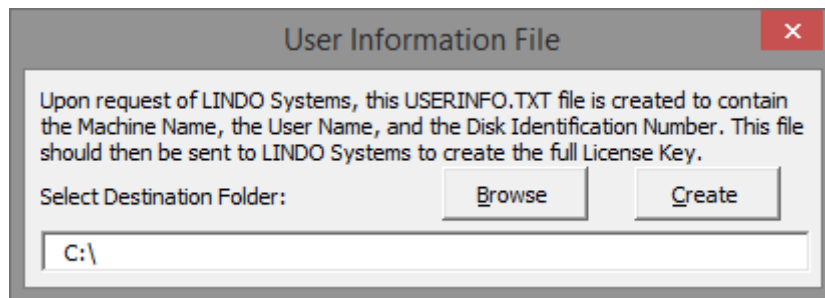 User Information File
Upon request of LINDO Systems, this USERINFO.TXT file is created to contain
the Machine Name, the User Name, and the Disk Identification Number. This file
should then be sent to LINDO Systems to create the full License Key.
Select Destination Folder: Browse Create
C:\